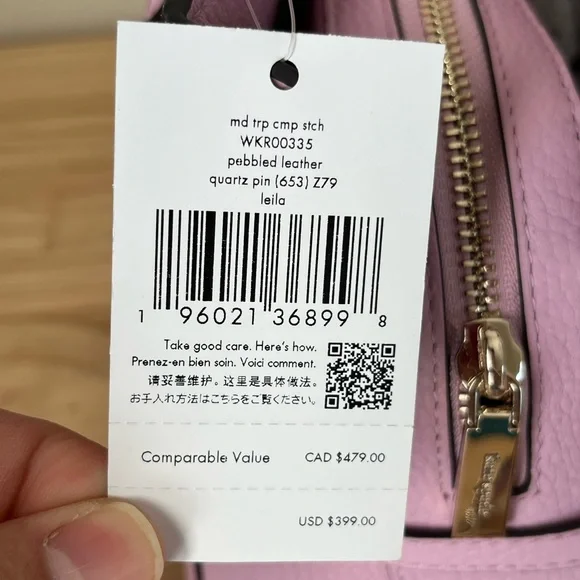 md trp cmp stch
WKR00335
pebbled leather
quartz pin (653) Z79
leila
1 96021 36899 8
Take good care. Here's how.
Prenez-en bien soin. Voici comment.
请妥善维护。这里是具体做法。
お手入れ方法はこちらをご覧ください。
Comparable Value CAD $479.00
USD $399.00
kate spade